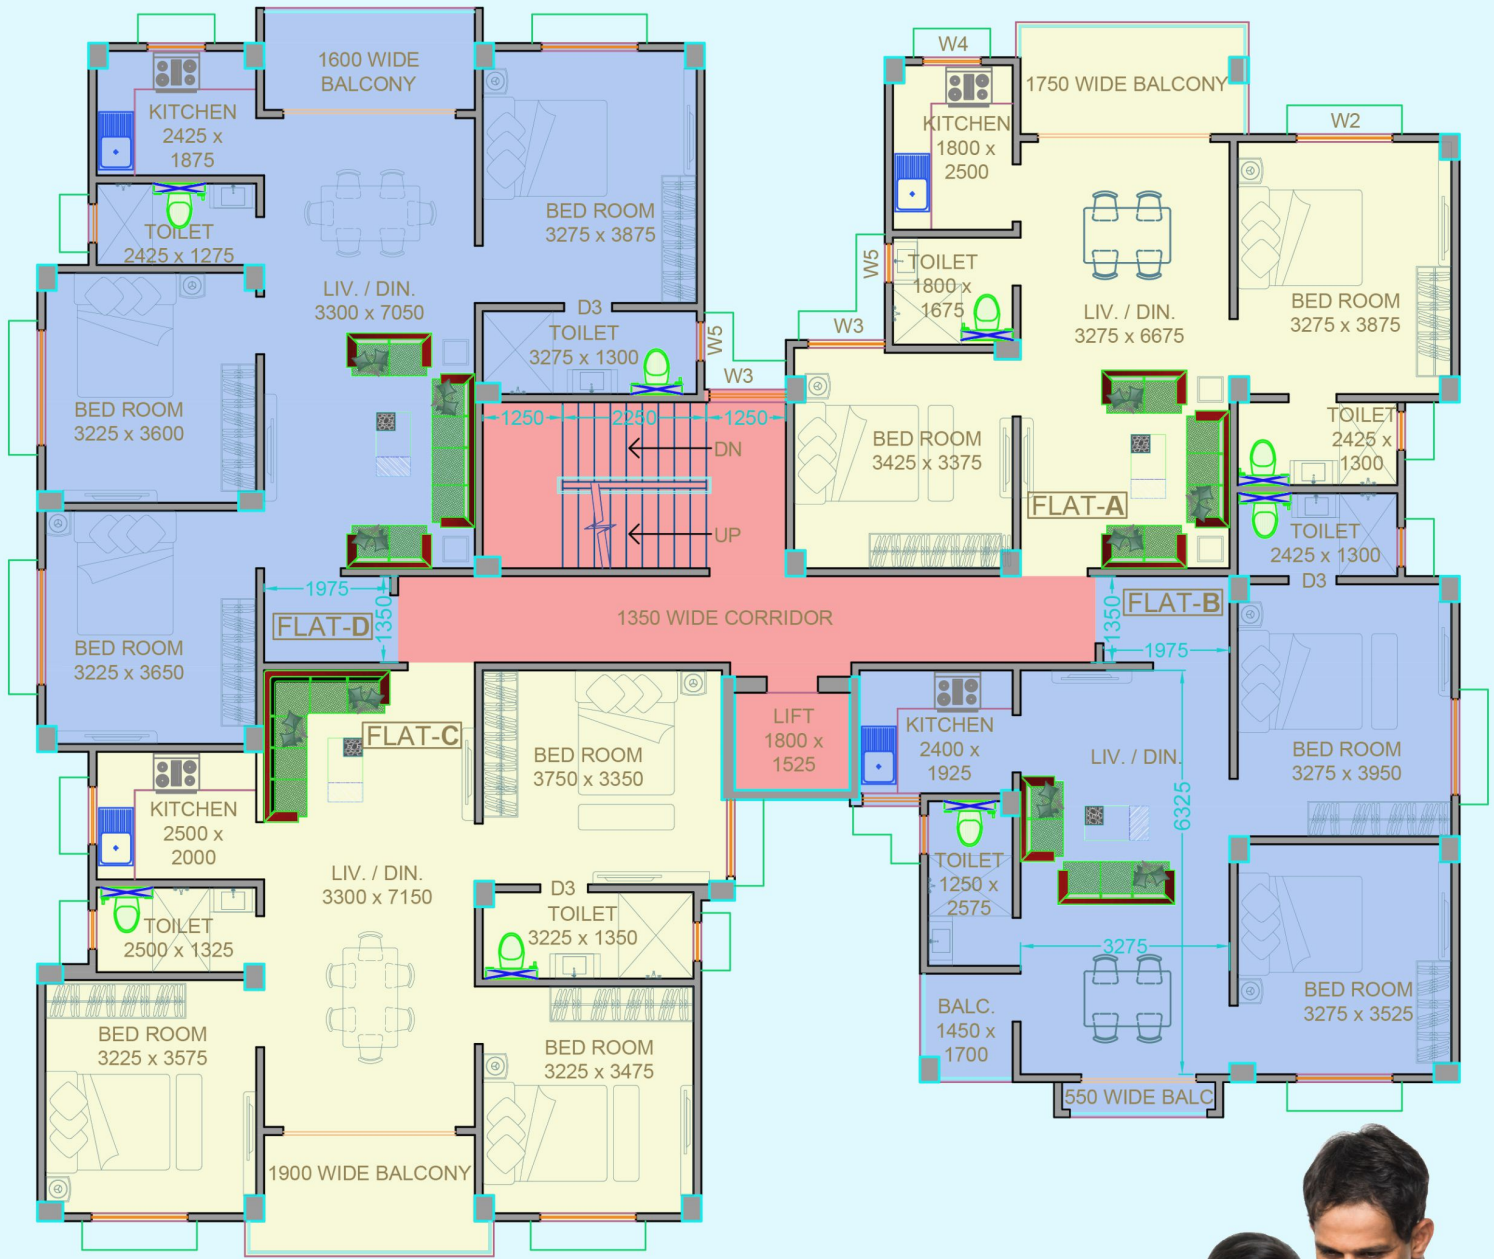 1600 WIDE
BALCONY
KITCHEN
2425 x
1875
TOILET
2425 x 1275
BED ROOM
3275 x 3875
LIV. / DIN.
3300 x 7050
D3
TOILET
3275 x 1300
W5
W3
BED ROOM
3225 x 3600
BED ROOM
3225 x 3650
1975
1350
FLAT-D
1250
2250
1250
DN
UP
1350 WIDE CORRIDOR
LIFT
1800 x
1525
W4
1750 WIDE BALCONY
KITCHEN
1800 x
2500
W2
W5
TOILET
1800 x
1675
W3
LIV. / DIN.
3275 x 6675
BED ROOM
3275 x 3875
BED ROOM
3425 x 3375
FLAT-A
TOILET
2425 x
1300
TOILET
2425 x 1300
D3
FLAT-B
1350
1975
KITCHEN
2400 x
1925
LIV. / DIN.
6325
BED ROOM
3275 x 3950
TOILET
1250 x
2575
3275
BALC.
1450 x
1700
BED ROOM
3275 x 3525
550 WIDE BALC
FLAT-C
BED ROOM
3750 x 3350
KITCHEN
2500 x
2000
LIV. / DIN.
3300 x 7150
D3
TOILET
3225 x 1350
TOILET
2500 x 1325
BED ROOM
3225 x 3575
BED ROOM
3225 x 3475
1900 WIDE BALCONY